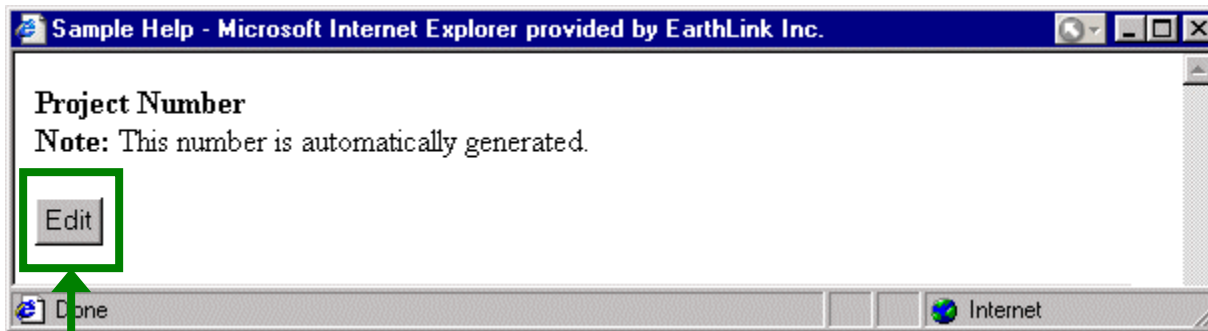 Sample Help - Microsoft Internet Explorer provided by EarthLink Inc.
Project Number
Note: This number is automatically generated.
Edit
Done
Internet